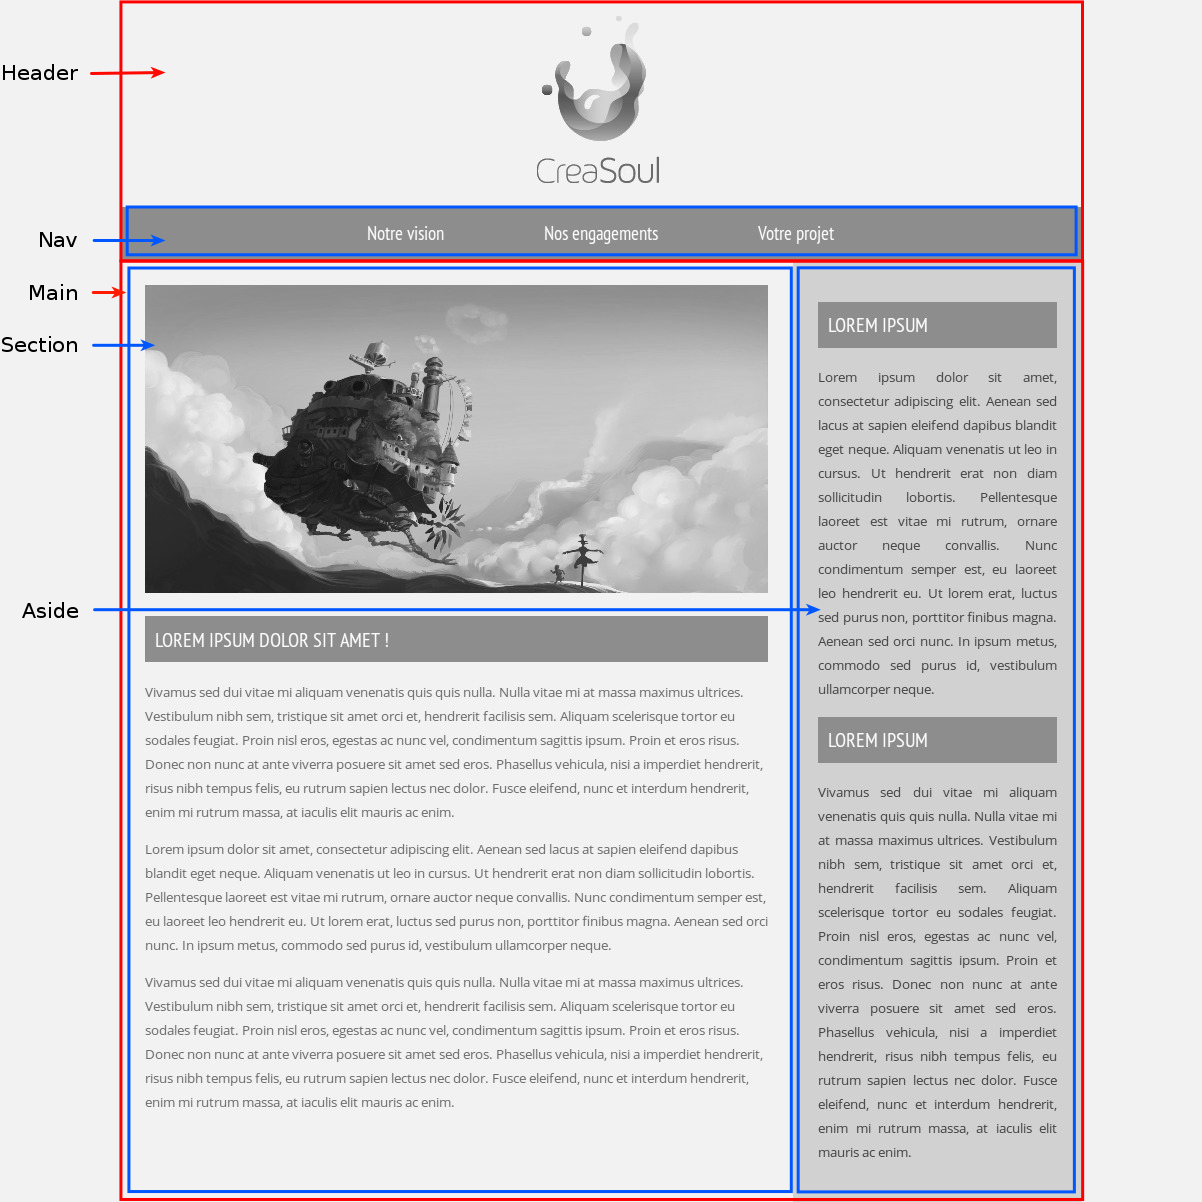 Header
CreaSoul
Nav
Notre vision Nos engagements Votre projet
Main
Section
Aside
LOREM IPSUM DOLOR SIT AMET !
Vivamus sed dui vitae mi aliquam venenatis quis quis nulla. Nulla vitae mi at massa maximus ultrices.
Vestibulum nibh sem, tristique sit amet orci et, hendrerit facilisis sem. Aliquam scelerisque tortor eu
sodales feugiat. Proin nisl eros, egestas ac nunc vel, condimentum sagittis ipsum. Proin et eros risus.
Donec non nunc at ante viverra posuere sit amet sed eros. Phasellus vehicula, nisi a imperdiet hendrerit,
risus nibh tempus felis, eu rutrum sapien lectus nec dolor. Fusce eleifend, nunc et interdum hendrerit,
enim mi rutrum massa, at iaculis elit mauris ac enim.
Lorem ipsum dolor sit amet, consectetur adipiscing elit. Aenean sed lacus at sapien eleifend dapibus
blandit eget neque. Aliquam venenatis ut leo in cursus. Ut hendrerit erat non diam sollicitudin lobortis.
Pellentesque laoreet est vitae mi rutrum, ornare auctor neque convallis. Nunc condimentum semper est,
eu laoreet leo hendrerit eu. Ut lorem erat, luctus sed purus non, porttitor finibus magna. Aenean sed orci
nunc. In ipsum metus, commodo sed purus id, vestibulum ullamcorper neque.
Vivamus sed dui vitae mi aliquam venenatis quis quis nulla. Nulla vitae mi at massa maximus ultrices.
Vestibulum nibh sem, tristique sit amet orci et, hendrerit facilisis sem. Aliquam scelerisque tortor eu
sodales feugiat. Proin nisl eros, egestas ac nunc vel, condimentum sagittis ipsum. Proin et eros risus.
Donec non nunc at ante viverra posuere sit amet sed eros. Phasellus vehicula, nisi a imperdiet hendrerit,
risus nibh tempus felis, eu rutrum sapien lectus nec dolor. Fusce eleifend, nunc et interdum hendrerit,
enim mi rutrum massa, at iaculis elit mauris ac enim.
LOREM IPSUM
Lorem ipsum dolor sit amet,
consectetur adipiscing elit. Aenean sed
lacus at sapien eleifend dapibus blandit
eget neque. Aliquam venenatis ut leo in
cursus. Ut hendrerit erat non diam
sollicitudin lobortis. Pellentesque
laoreet est vitae mi rutrum, ornare
auctor neque convallis. Nunc
condimentum semper est, eu laoreet
leo hendrerit eu. Ut lorem erat, luctus
sed purus non, porttitor finibus magna.
Aenean sed orci nunc. In ipsum metus,
commodo sed purus id, vestibulum
ullamcorper neque.
LOREM IPSUM
Vivamus sed dui vitae mi aliquam
venenatis quis quis nulla. Nulla vitae mi
at massa maximus ultrices. Vestibulum
nibh sem, tristique sit amet orci et,
hendrerit facilisis sem. Aliquam
scelerisque tortor eu sodales feugiat.
Proin nisl eros, egestas ac nunc vel,
condimentum sagittis ipsum. Proin et
eros risus. Donec non nunc at ante
viverra posuere sit amet sed eros.
Phasellus vehicula, nisi a imperdiet
hendrerit, risus nibh tempus felis, eu
rutrum sapien lectus nec dolor. Fusce
eleifend, nunc et interdum hendrerit,
enim mi rutrum massa, at iaculis elit
mauris ac enim.